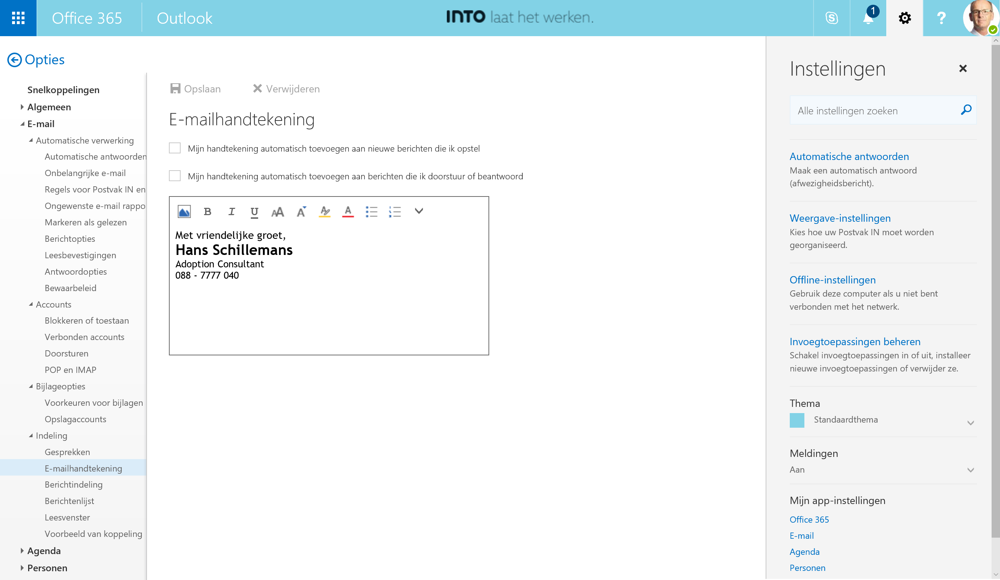 Office 365
Outlook
INTO laat het werken.
1
?
Opties
Snelkoppelingen
Algemeen
E-mail
Automatische verwerking
Automatische antwoorden
Onbelangrijke e-mail
Regels voor Postvak IN en
Ongewenste e-mail rappo
Markeren als gelezen
Berichtopties
Leesbevestigingen
Antwoordopties
Bewaarbeleid
Accounts
Blokkeren of toestaan
Verbonden accounts
Doorsturen
POP en IMAP
Bijlageopties
Voorkeuren voor bijlagen
Opslagaccounts
Indeling
Gesprekken
E-mailhandtekening
Berichtindeling
Berichtenlijst
Leesvenster
Voorbeeld van koppeling
Agenda
Personen
Opslaan
Verwijderen
E-mailhandtekening
Mijn handtekening automatisch toevoegen aan nieuwe berichten die ik opstel
Mijn handtekening automatisch toevoegen aan berichten die ik doorstuur of beantwoord
B I U AA A A A
Met vriendelijke groet,
Hans Schillemans
Adoption Consultant
088 - 7777 040
Instellingen
Alle instellingen zoeken
Automatische antwoorden
Maak een automatisch antwoord
(afwezigheidsbericht).
Weergave-instellingen
Kies hoe uw Postvak IN moet worden
georganiseerd.
Offline-instellingen
Gebruik deze computer als u niet bent
verbonden met het netwerk.
Invoegtoepassingen beheren
Schakel invoegtoepassingen in of uit, installeer
nieuwe invoegtoepassingen of verwijder ze.
Thema
Standaardthema
Meldingen
Aan
Mijn app-instellingen
Office 365
E-mail
Agenda
Personen